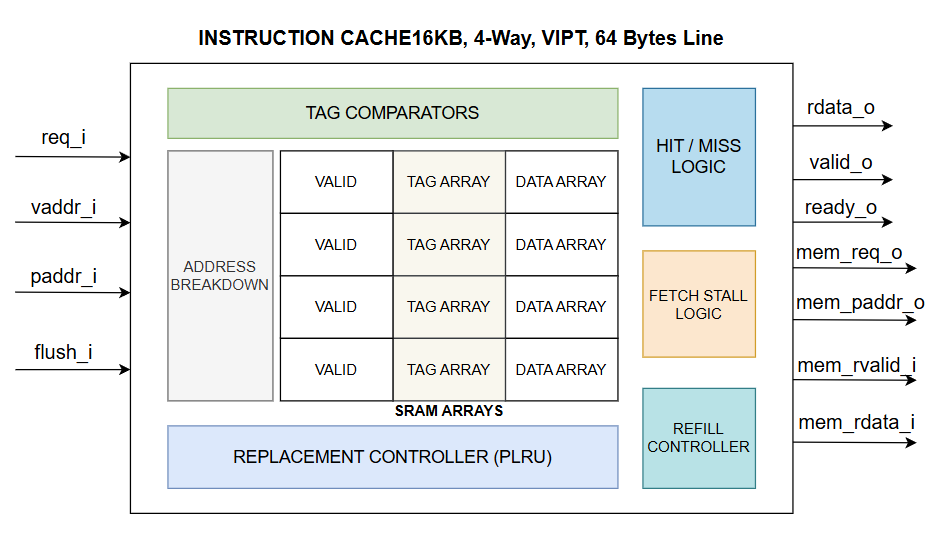 INSTRUCTION CACHE16KB, 4-Way, VIPT, 64 Bytes Line
req_i
vaddr_i
paddr_i
flush_i
TAG COMPARATORS
ADDRESS
BREAKDOWN
VALID
TAG ARRAY
DATA ARRAY
VALID
TAG ARRAY
DATA ARRAY
VALID
TAG ARRAY
DATA ARRAY
VALID
TAG ARRAY
DATA ARRAY
SRAM ARRAYS
REPLACEMENT CONTROLLER (PLRU)
HIT / MISS
LOGIC
FETCH STALL
LOGIC
REFILL
CONTROLLER
rdata_o
valid_o
ready_o
mem_req_o
mem_paddr_o
mem_rvalid_i
mem_rdata_i